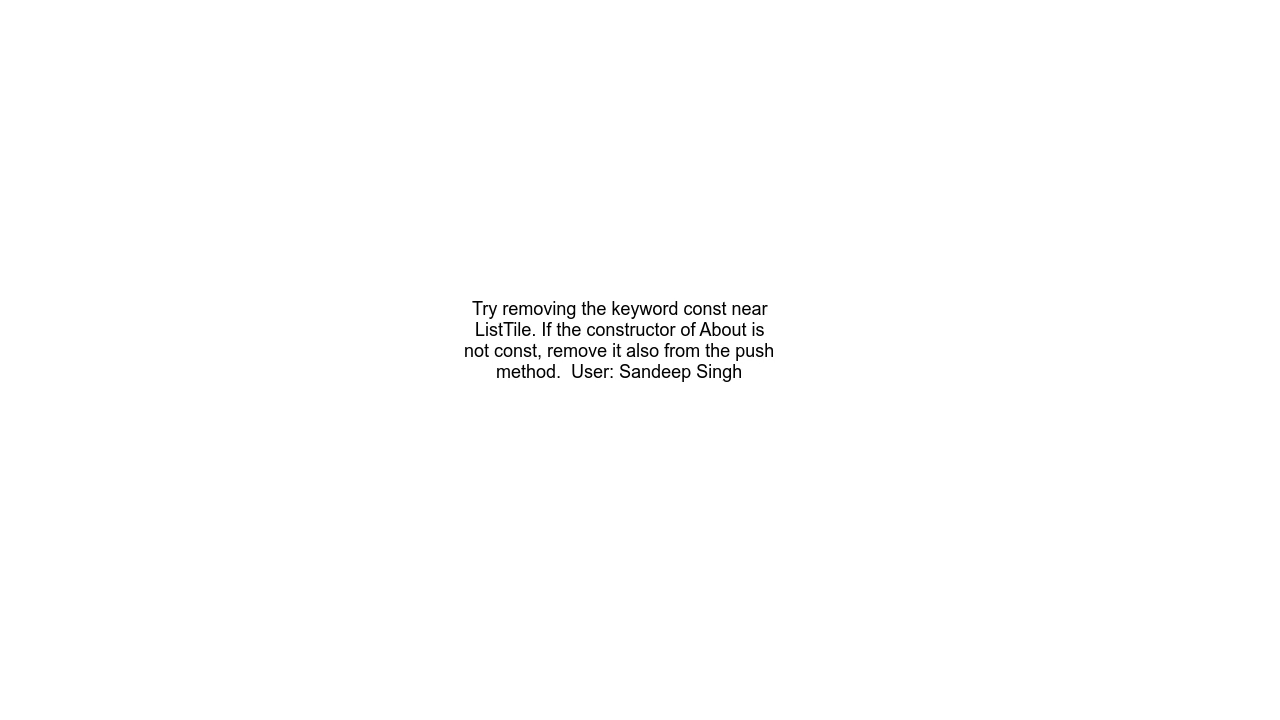 Try removing the keyword const near
ListTile. If the constructor of About is
not const, remove it also from the push
method.  User: Sandeep Singh